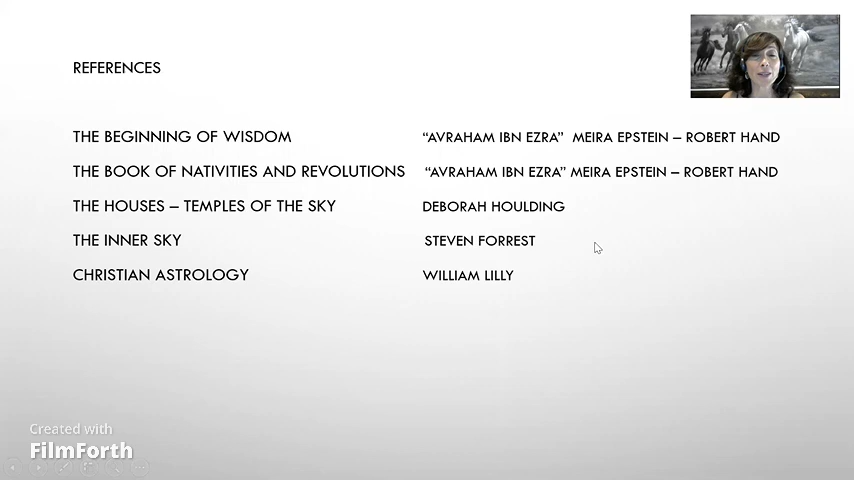 REFERENCES
THE BEGINNING OF WISDOM “AVRAHAM IBN EZRA” MEIRA EPSTEIN – ROBERT HAND
THE BOOK OF NATIVITIES AND REVOLUTIONS “AVRAHAM IBN EZRA” MEIRA EPSTEIN – ROBERT HAND
THE HOUSES – TEMPLES OF THE SKY DEBORAH HOULDING
THE INNER SKY STEVEN FORREST
CHRISTIAN ASTROLOGY WILLIAM LILLY
Created with
FilmForth